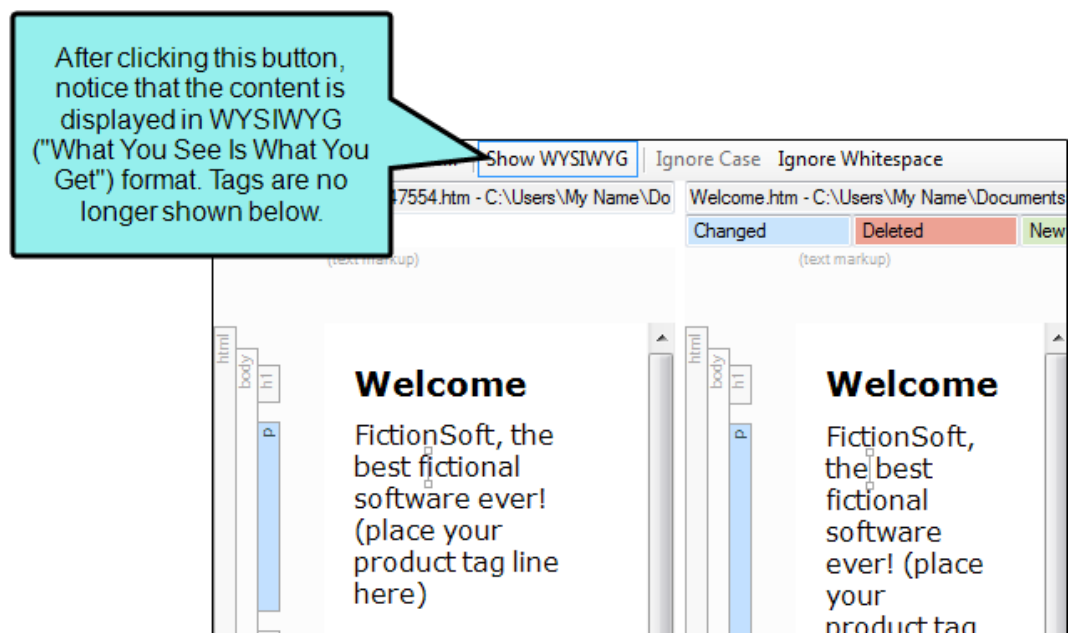 After clicking this button,
notice that the content is
displayed in WYSIWYG
("What You See Is What You
Get") format. Tags are no
longer shown below.
Show WYSIWYG Ignore Case Ignore Whitespace
47554.htm - C:\Users\My Name\Do
Welcome.htm - C:\Users\My Name\Documents
Changed Deleted New
(text markup)
(text markup)
html
body
h1
p
Welcome
FictionSoft, the
best fictional
software ever!
(place your
product tag line
here)
html
body
h1
p
Welcome
FictionSoft,
the best
fictional
software
ever! (place
your
product tag